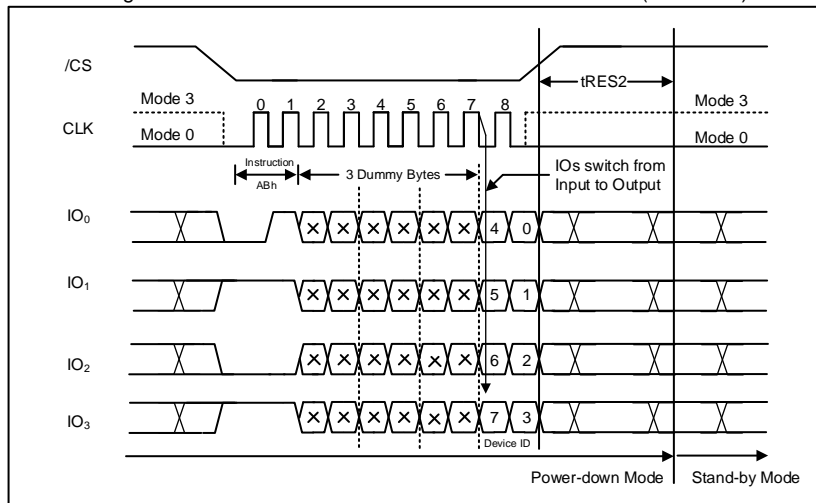 /CS
tRES2
Mode 3
0 1 2 3 4 5 6 7 8
Mode 3
CLK
Mode 0
Mode 0
Instruction
ABh
3 Dummy Bytes
IOs switch from
Input to Output
IO₀
× × × × × × 4 0
IO₁
× × × × × × 5 1
IO₂
× × × × × × 6 2
IO₃
× × × × × × 7 3
Device ID
Power-down Mode
Stand-by Mode